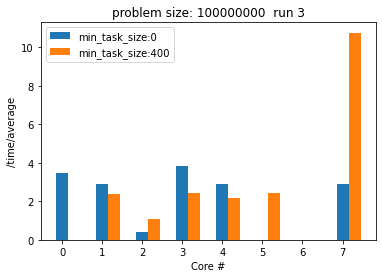 problem size: 100000000  run 3
min_task_size:0
min_task_size:400
10
8
6
4
2
0
/time/average
0 1 2 3 4 5 6 7
Core #